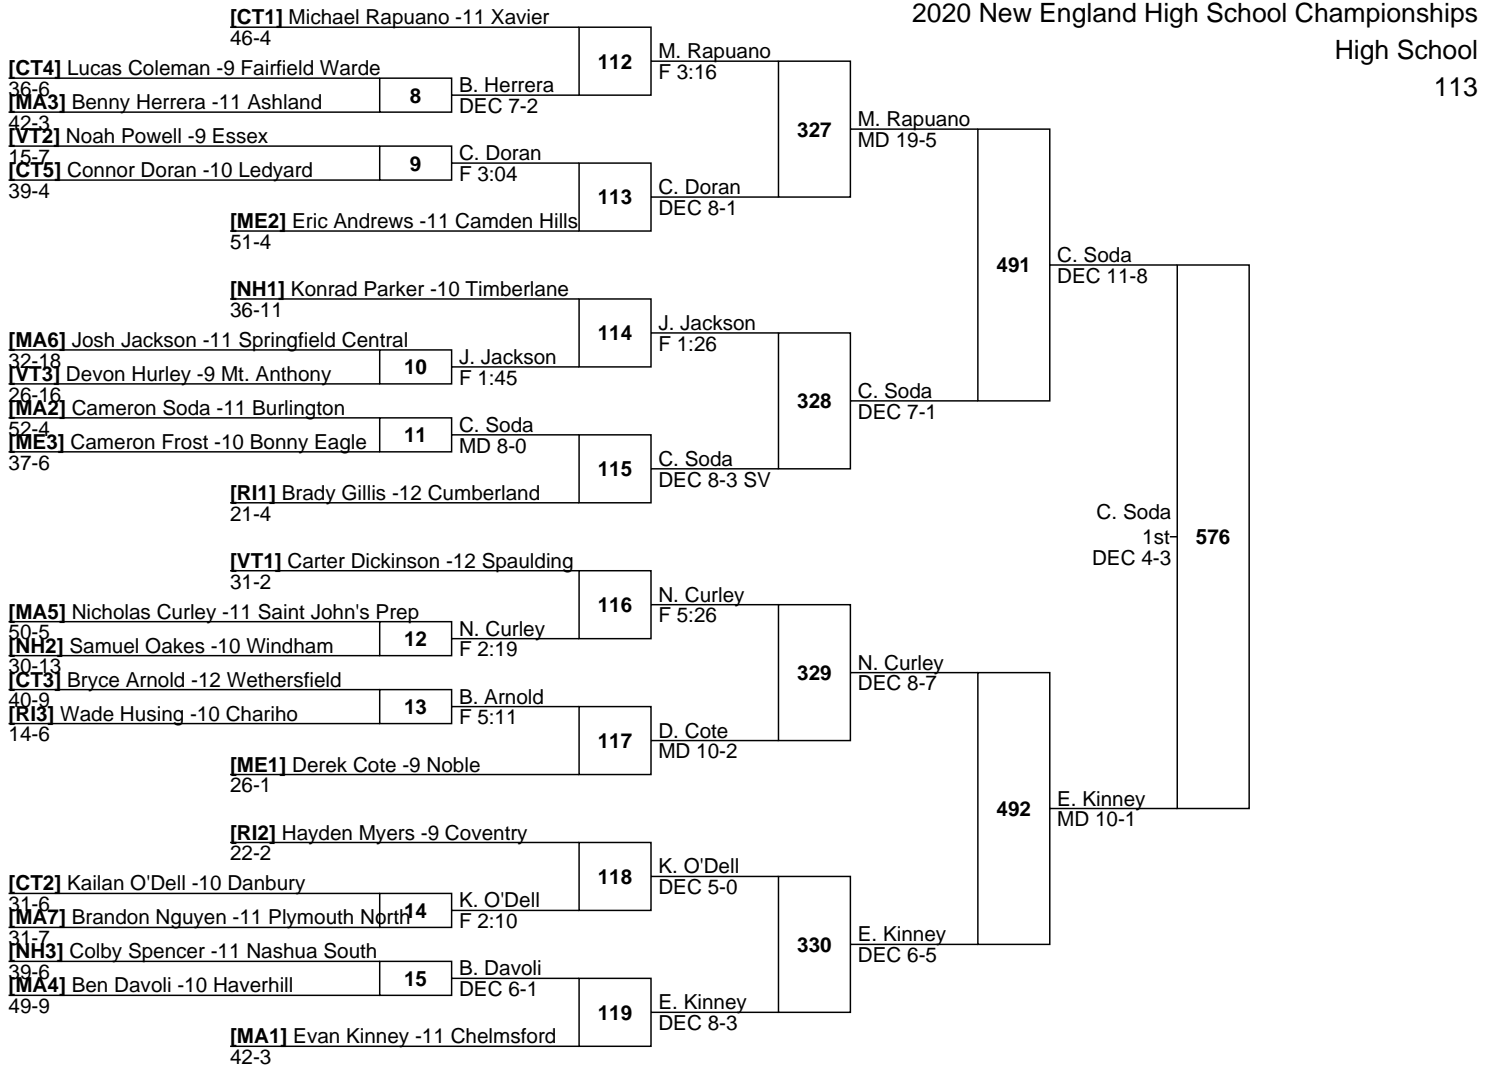 2020 New England High School Championships
High School
113
[CT1] Michael Rapuano -11 Xavier
46-4
[CT4] Lucas Coleman -9 Fairfield Warde
36-6
[MA3] Benny Herrera -11 Ashland
42-3
[VT2] Noah Powell -9 Essex
15-7
[CT5] Connor Doran -10 Ledyard
39-4
[ME2] Eric Andrews -11 Camden Hills
51-4
[NH1] Konrad Parker -10 Timberlane
36-11
[MA6] Josh Jackson -11 Springfield Central
32-18
[VT3] Devon Hurley -9 Mt. Anthony
26-16
[MA2] Cameron Soda -11 Burlington
52-4
[ME3] Cameron Frost -10 Bonny Eagle
37-6
[RI1] Brady Gillis -12 Cumberland
21-4
[VT1] Carter Dickinson -12 Spaulding
31-2
[MA5] Nicholas Curley -11 Saint John's Prep
50-5
[NH2] Samuel Oakes -10 Windham
30-13
[CT3] Bryce Arnold -12 Wethersfield
40-9
[RI3] Wade Husing -10 Chariho
14-6
[ME1] Derek Cote -9 Noble
26-1
[RI2] Hayden Myers -9 Coventry
22-2
[CT2] Kailan O'Dell -10 Danbury
31-6
[MA7] Brandon Nguyen -11 Plymouth North
31-7
[NH3] Colby Spencer -11 Nashua South
39-6
[MA4] Ben Davoli -10 Haverhill
49-9
[MA1] Evan Kinney -11 Chelmsford
42-3
8
B. Herrera
DEC 7-2
9
C. Doran
F 3:04
10
J. Jackson
F 1:45
11
C. Soda
MD 8-0
12
N. Curley
F 2:19
13
B. Arnold
F 5:11
14
K. O'Dell
F 2:10
15
B. Davoli
DEC 6-1
112
M. Rapuano
F 3:16
113
C. Doran
DEC 8-1
114
J. Jackson
F 1:26
115
C. Soda
DEC 8-3 SV
116
N. Curley
F 5:26
117
D. Cote
MD 10-2
118
K. O'Dell
DEC 5-0
119
E. Kinney
DEC 8-3
327
M. Rapuano
MD 19-5
328
C. Soda
DEC 7-1
329
N. Curley
DEC 8-7
330
E. Kinney
DEC 6-5
491
C. Soda
DEC 11-8
492
E. Kinney
MD 10-1
C. Soda
1st
DEC 4-3
576